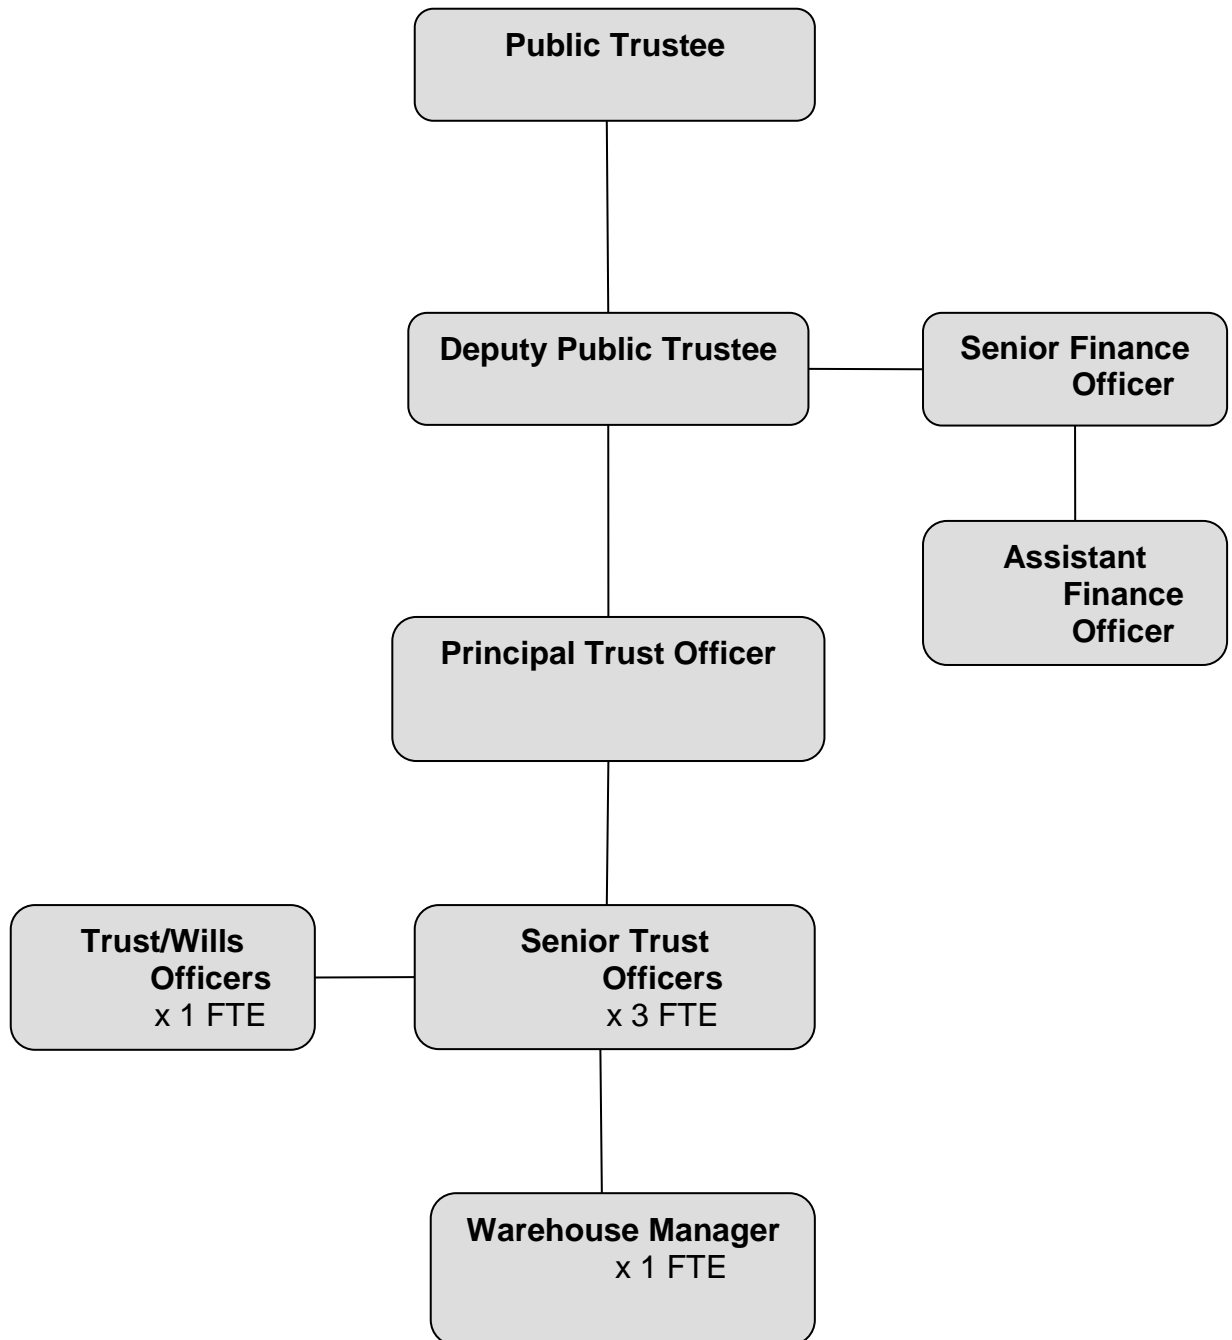 Public Trustee
Deputy Public Trustee
Senior Finance
Officer
Assistant
Finance
Officer
Principal Trust Officer
Trust/Wills
Officers
x 1 FTE
Senior Trust
Officers
x 3 FTE
Warehouse Manager
x 1 FTE